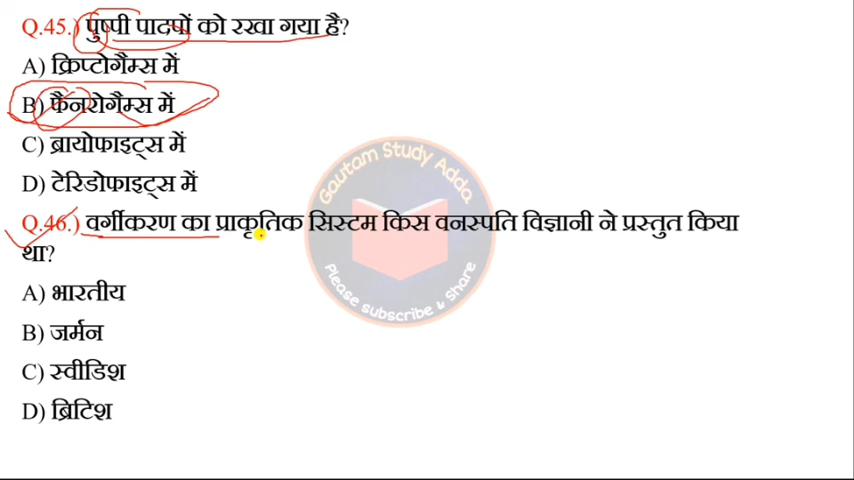 Q.45.) पुष्पी पादपों को रखा गया है?
A) क्रिप्टोगैम्स में
B) फैनरोगैम्स में
C) ब्रायोफाइट्स में
D) टेरिडोफाइट्स में
Q.46.) वर्गीकरण का प्राकृतिक सिस्टम किस वनस्पति विज्ञानी ने प्रस्तुत किया
था?
A) भारतीय
B) जर्मन
C) स्वीडिश
D) ब्रिटिश
Gautam Study Adda
Please subscribe & share